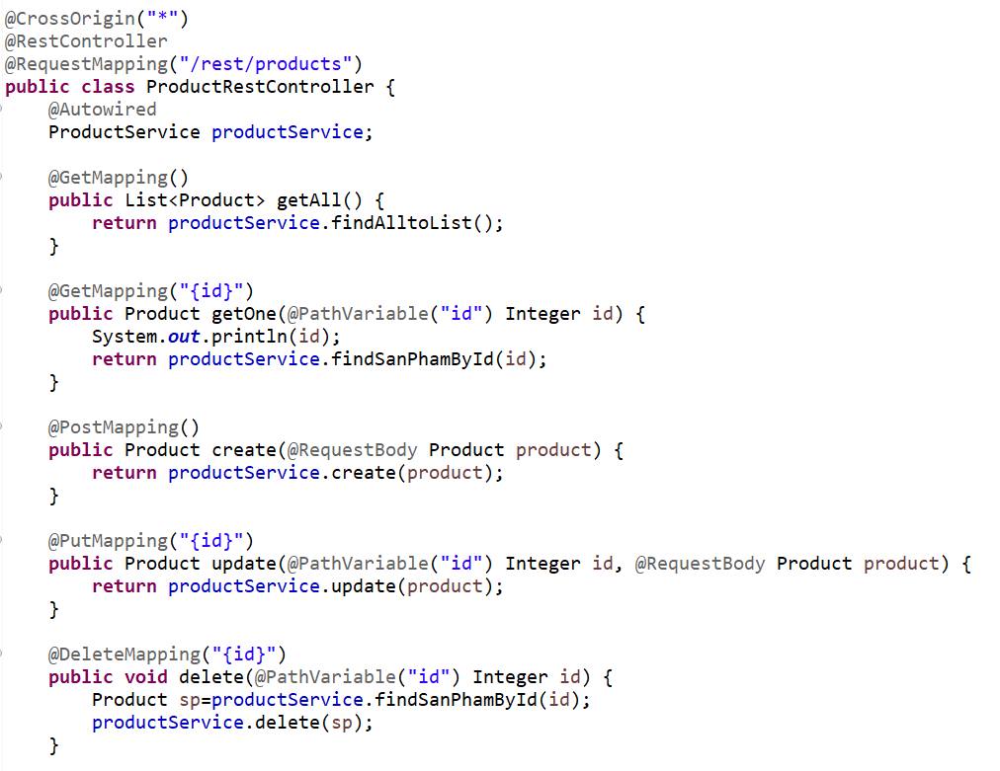 @CrossOrigin("*")
@RestController
@RequestMapping("/rest/products")
public class ProductRestController {
    @Autowired
    ProductService productService;

    @GetMapping()
    public List<Product> getAll() {
        return productService.findAlltoList();
    }

    @GetMapping("{id}")
    public Product getOne(@PathVariable("id") Integer id) {
        System.out.println(id);
        return productService.findSanPhamById(id);
    }

    @PostMapping()
    public Product create(@RequestBody Product product) {
        return productService.create(product);
    }

    @PutMapping("{id}")
    public Product update(@PathVariable("id") Integer id, @RequestBody Product product) {
        return productService.update(product);
    }

    @DeleteMapping("{id}")
    public void delete(@PathVariable("id") Integer id) {
        Product sp=productService.findSanPhamById(id);
        productService.delete(sp);
    }